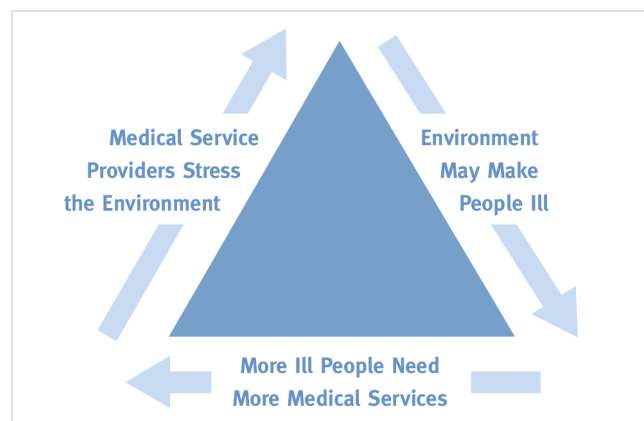 Medical Service
Providers Stress
the Environment
Environment
May Make
People Ill
More Ill People Need
More Medical Services